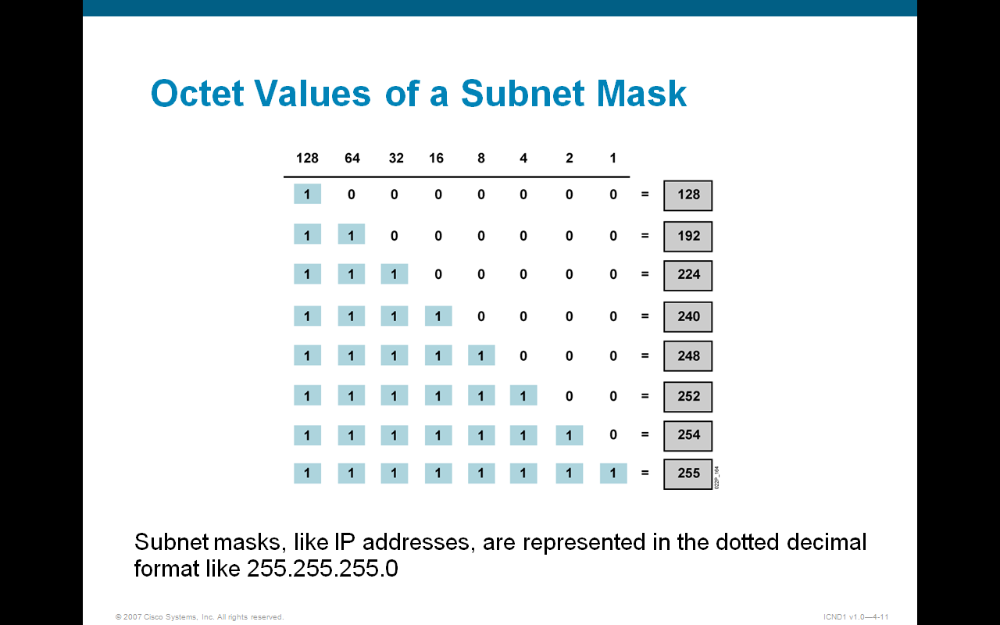 Octet Values of a Subnet Mask
128 64 32 16 8 4 2 1
1 0 0 0 0 0 0 0 = 128
1 1 0 0 0 0 0 0 = 192
1 1 1 0 0 0 0 0 = 224
1 1 1 1 0 0 0 0 = 240
1 1 1 1 1 0 0 0 = 248
1 1 1 1 1 1 0 0 = 252
1 1 1 1 1 1 1 0 = 254
1 1 1 1 1 1 1 1 = 255
022P_164
Subnet masks, like IP addresses, are represented in the dotted decimal
format like 255.255.255.0
© 2007 Cisco Systems, Inc. All rights reserved.
ICND1 v1.0—4-11